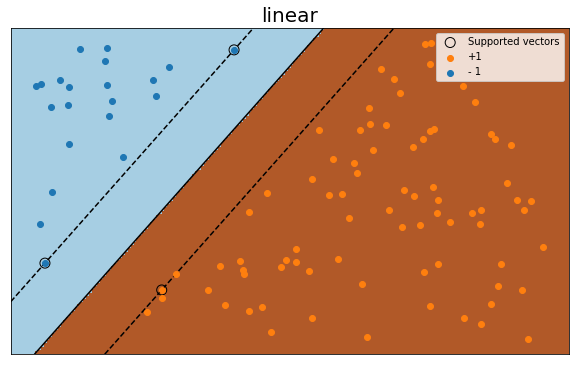 linear
Supported vectors
+1
- 1